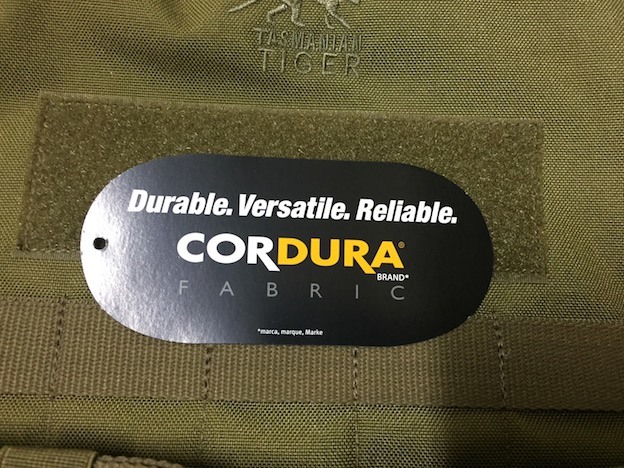 TASMANIAN
TIGER
Durable. Versatile. Reliable.
CORDURA®
BRAND*
FABRIC
*marca, marque, Marke